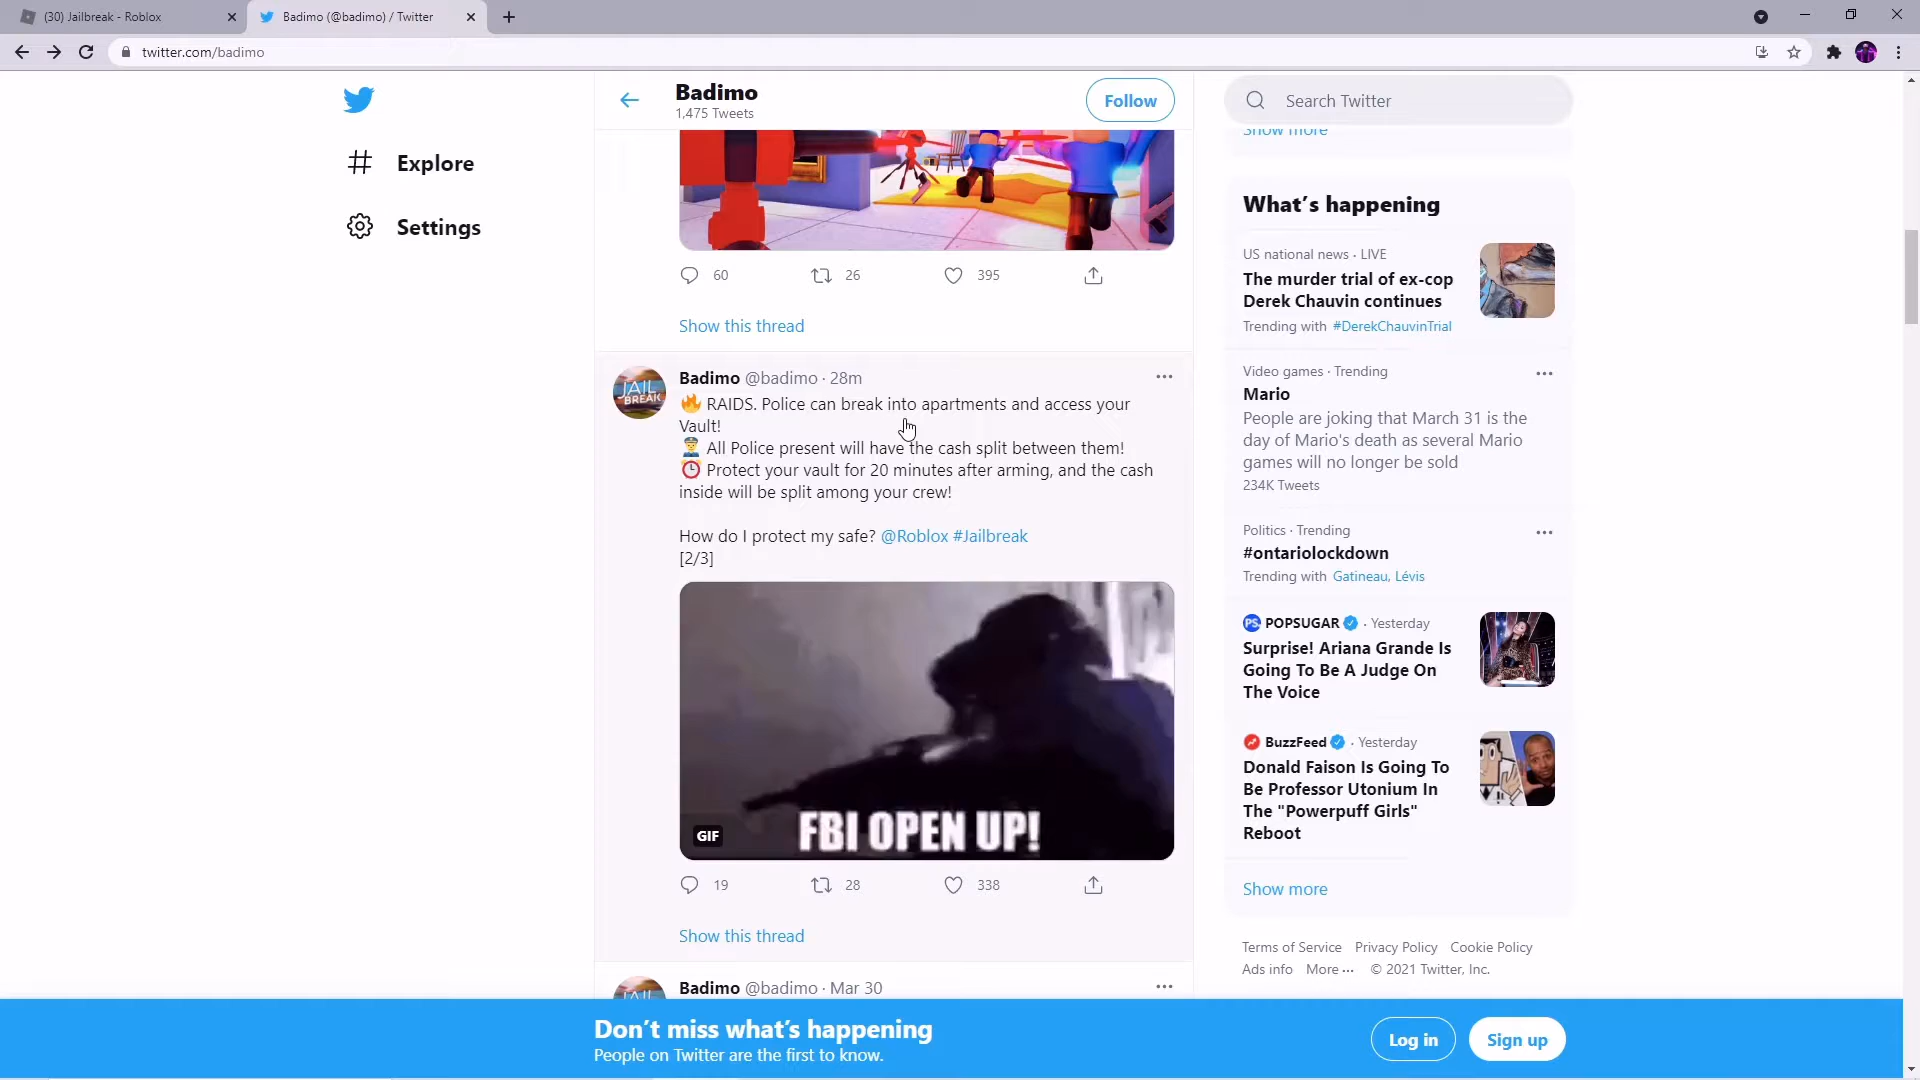 (30) Jailbreak - Roblox
Badimo (@badimo) / Twitter
twitter.com/badimo
Explore
Settings
Badimo
1,475 Tweets
Follow
60
26
395
Show this thread
JAIL
BREAK
Badimo @badimo · 28m
🔥 RAIDS. Police can break into apartments and access your
Vault!
👮 All Police present will have the cash split between them!
⏰ Protect your vault for 20 minutes after arming, and the cash
inside will be split among your crew!
How do I protect my safe? @Roblox #Jailbreak
[2/3]
GIF
FBI OPEN UP!
19
28
338
Show this thread
Badimo @badimo · Mar 30
Search Twitter
Show more
What's happening
US national news · LIVE
The murder trial of ex-cop
Derek Chauvin continues
Trending with #DerekChauvinTrial
Video games · Trending
Mario
People are joking that March 31 is the
day of Mario's death as several Mario
games will no longer be sold
234K Tweets
Politics · Trending
#ontariolockdown
Trending with Gatineau, Lévis
PS POPSUGAR · Yesterday
Surprise! Ariana Grande Is
Going To Be A Judge On
The Voice
BuzzFeed · Yesterday
Donald Faison Is Going To
Be Professor Utonium In
The "Powerpuff Girls"
Reboot
Show more
Terms of Service Privacy Policy Cookie Policy
Ads info More ··· © 2021 Twitter, Inc.
Don't miss what's happening
People on Twitter are the first to know.
Log in
Sign up